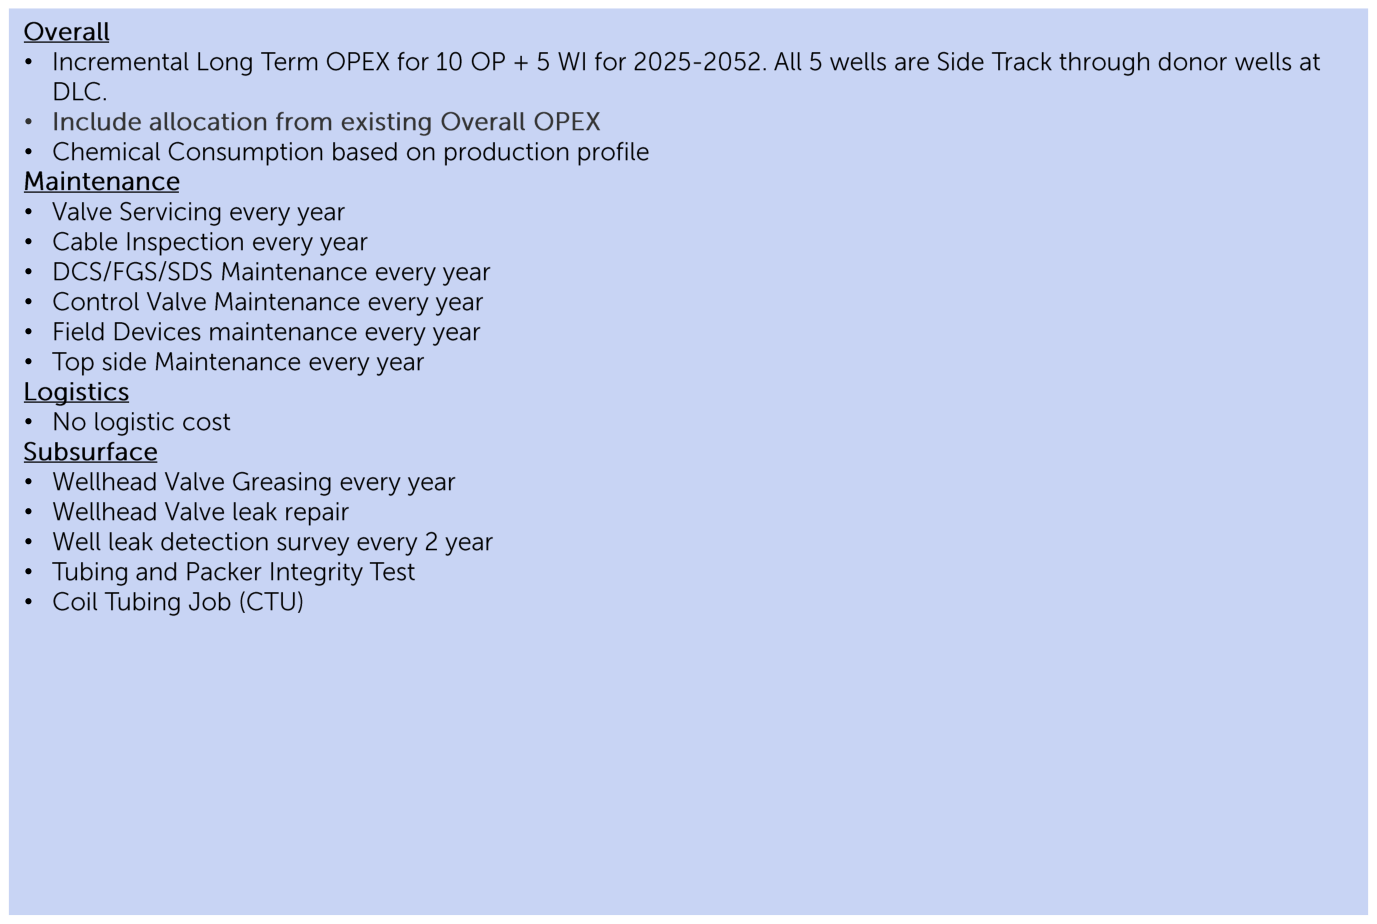 Overall
• Incremental Long Term OPEX for 10 OP + 5 WI for 2025-2052. All 5 wells are Side Track through donor wells at
DLC.
• Include allocation from existing Overall OPEX
• Chemical Consumption based on production profile
Maintenance
• Valve Servicing every year
• Cable Inspection every year
• DCS/FGS/SDS Maintenance every year
• Control Valve Maintenance every year
• Field Devices maintenance every year
• Top side Maintenance every year
Logistics
• No logistic cost
Subsurface
• Wellhead Valve Greasing every year
• Wellhead Valve leak repair
• Well leak detection survey every 2 year
• Tubing and Packer Integrity Test
• Coil Tubing Job (CTU)